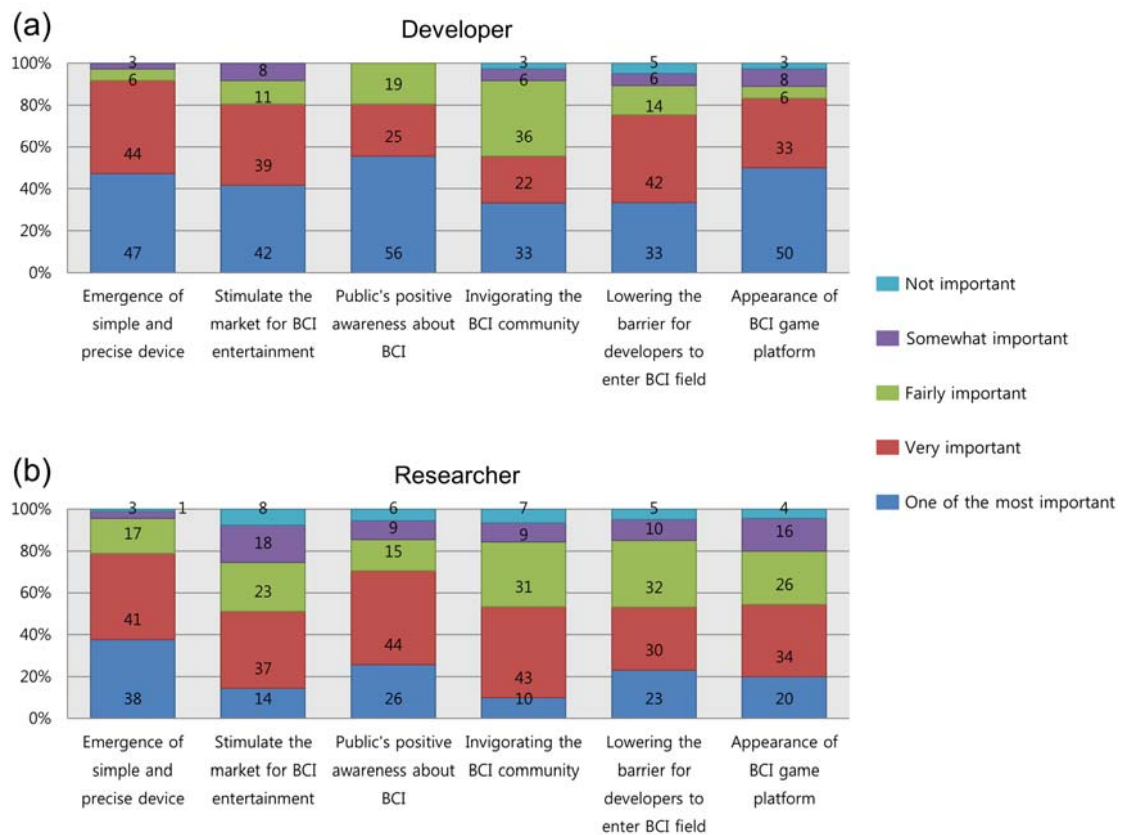 (a)
Developer
100%
80%
60%
40%
20%
0%
3
6
44
47
8
11
39
42
19
25
56
3
6
36
22
33
5
6
14
42
33
3
8
6
33
50
Emergence of
simple and
precise device
Stimulate the
market for BCI
entertainment
Public's positive
awareness about
BCI
Invigorating the
BCI community
Lowering the
barrier for
developers to
enter BCI field
Appearance of
BCI game
platform
Not important
Somewhat important
Fairly important
Very important
One of the most important
(b)
Researcher
100%
80%
60%
40%
20%
0%
3 1
17
41
38
8
18
23
37
14
6
9
15
44
26
7
9
31
43
10
5
10
32
30
23
4
16
26
34
20
Emergence of
simple and
precise device
Stimulate the
market for BCI
entertainment
Public's positive
awareness about
BCI
Invigorating the
BCI community
Lowering the
barrier for
developers to
enter BCI field
Appearance of
BCI game
platform